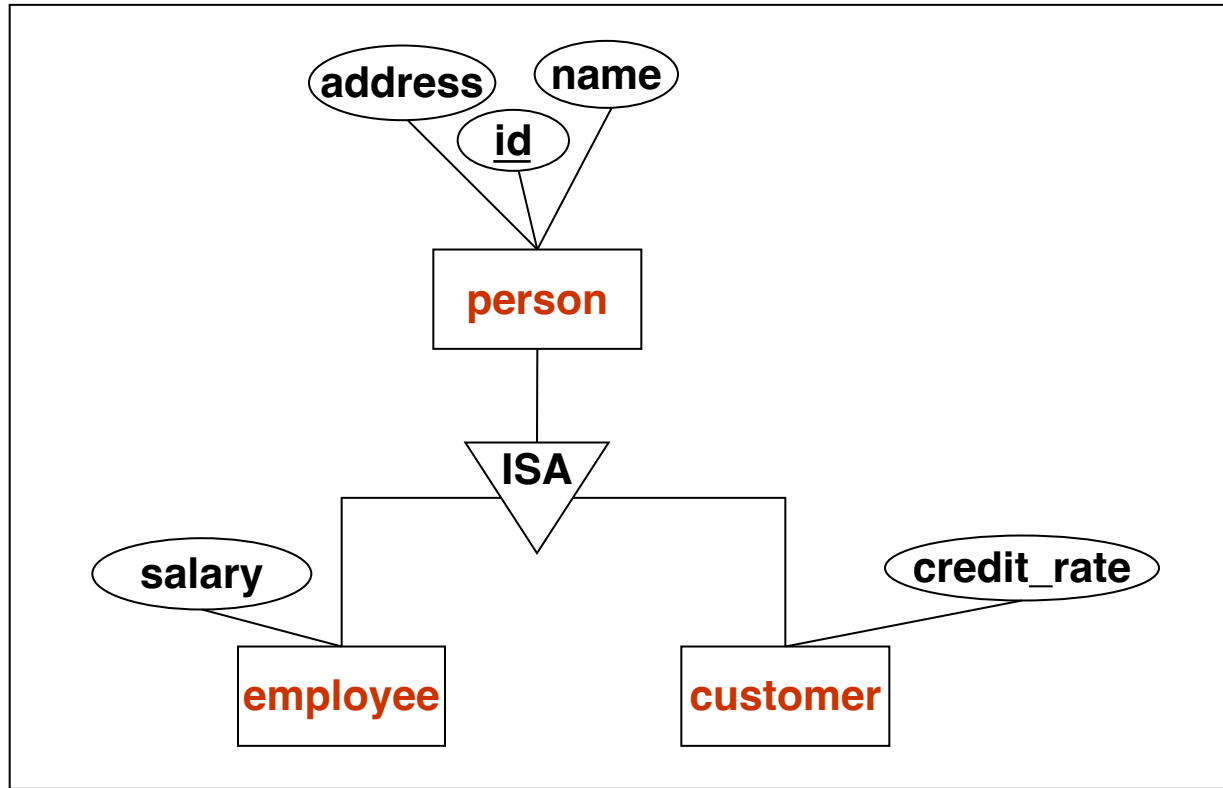 address
name
id
person
ISA
salary
credit_rate
employee
customer